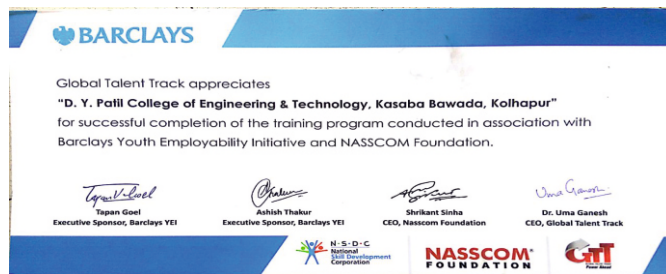 BARCLAYS
Global Talent Track appreciates
"D. Y. Patil College of Engineering & Technology, Kasaba Bawada, Kolhapur"
for successful completion of the training program conducted in association with
Barclays Youth Employability Initiative and NASSCOM Foundation.
Tapan Goel
Executive Sponsor, Barclays YEI
Ashish Thakur
Executive Sponsor, Barclays YEI
Shrikant Sinha
CEO, Nasscom Foundation
Dr. Uma Ganesh
CEO, Global Talent Track
N·S·D·C
National
Skill Development
Corporation
NASSCOM®
FOUNDATION
GTT